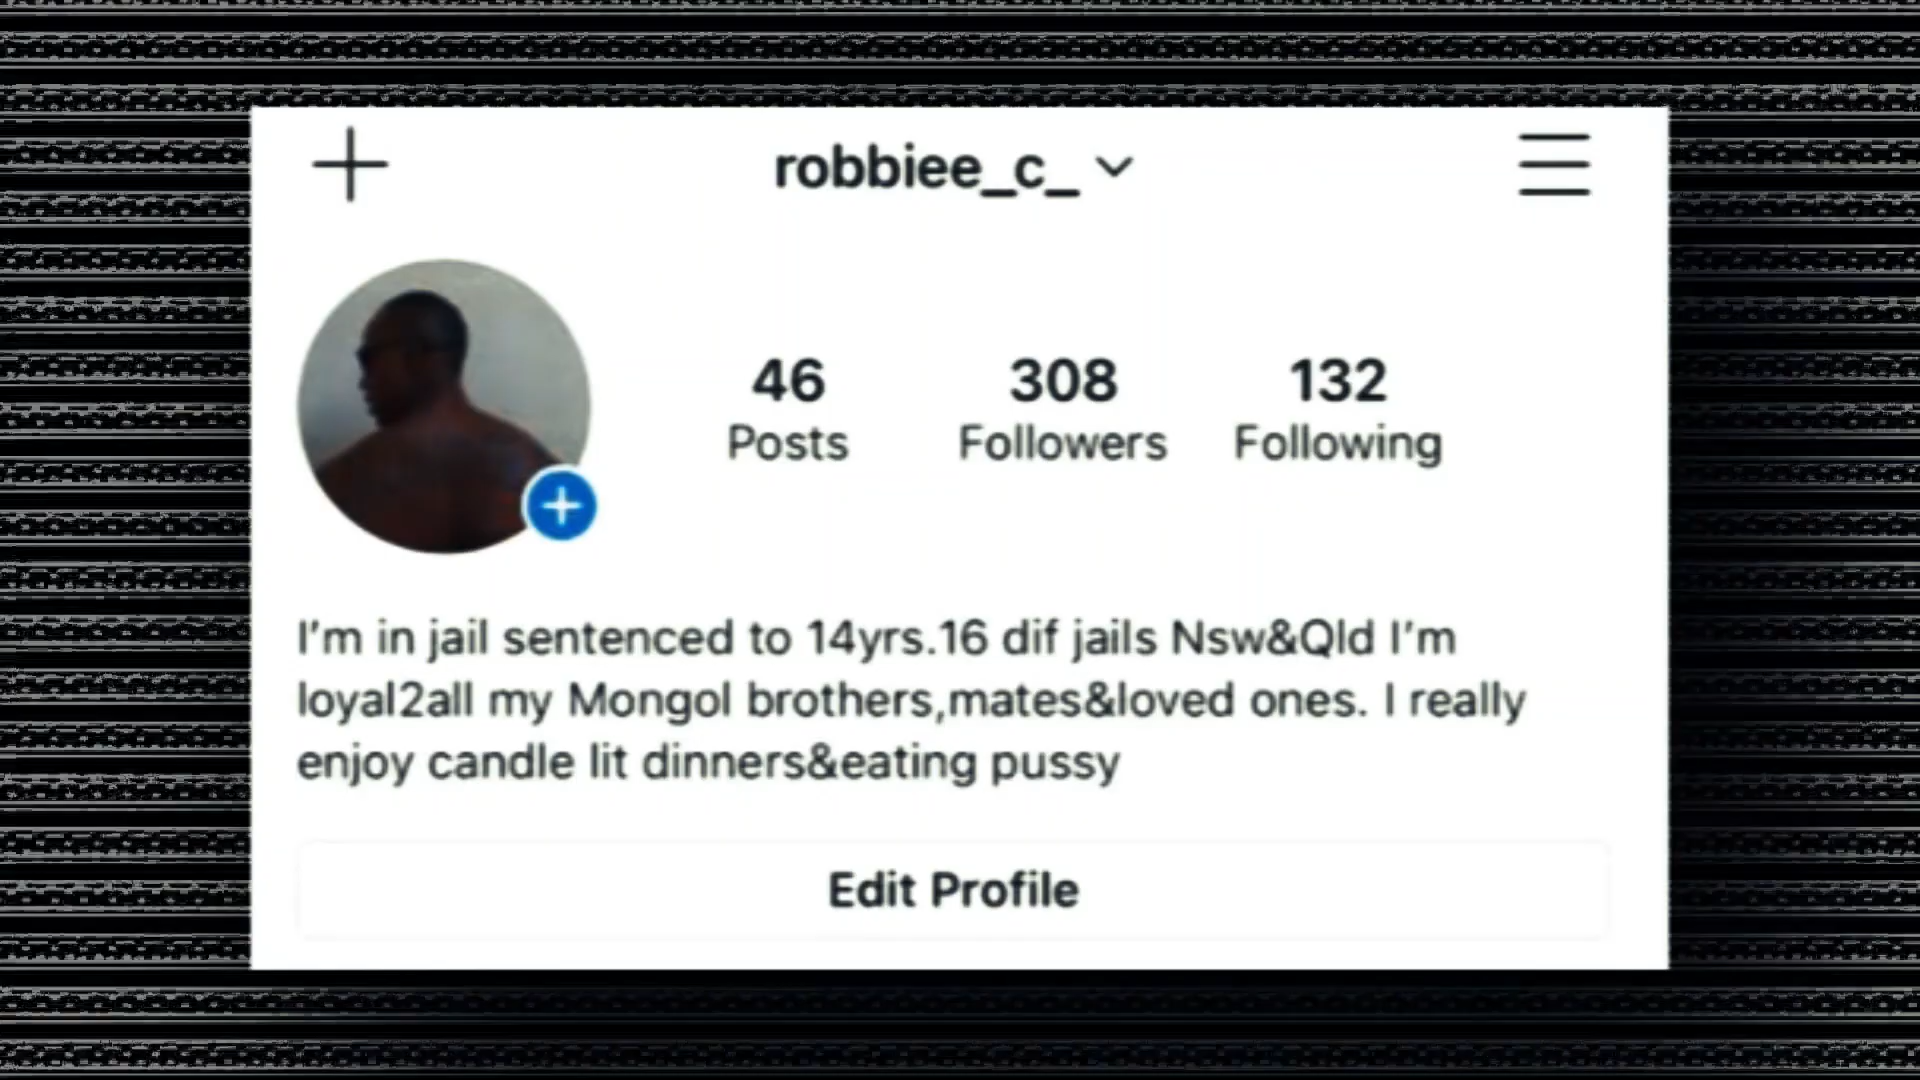 robbiee_c_
46 308 132
Posts Followers Following
I'm in jail sentenced to 14yrs.16 dif jails Nsw&Qld I'm
loyal2all my Mongol brothers,mates&loved ones. I really
enjoy candle lit dinners&eating pussy
Edit Profile